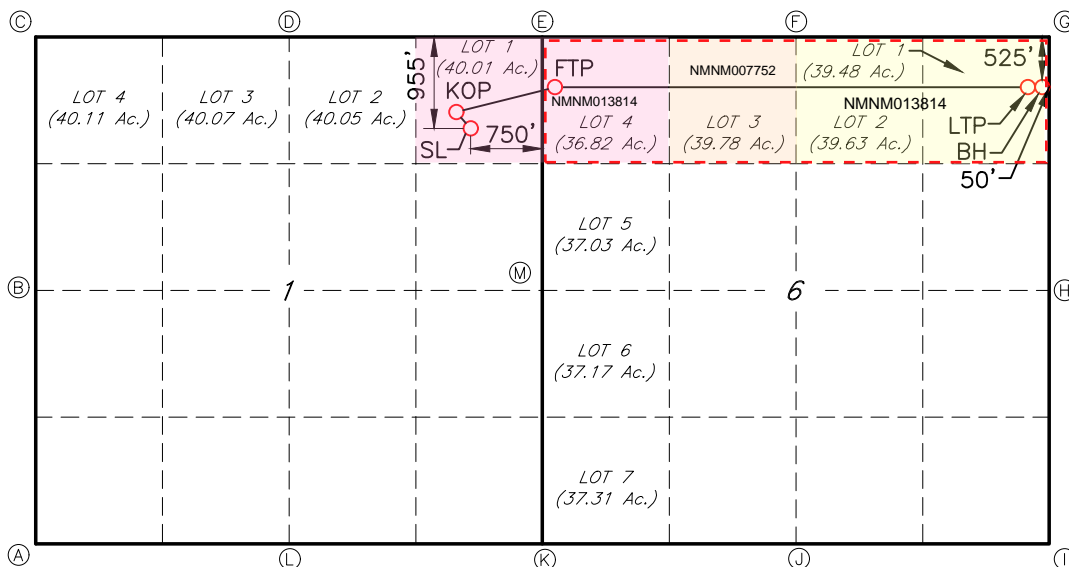 C D E F G
LOT 4
(40.11 Ac.)
LOT 3
(40.07 Ac.)
LOT 2
(40.05 Ac.)
955'
LOT 1
(40.01 Ac.)
KOP
SL
750'
FTP
NMNM013814
LOT 4
(36.82 Ac.)
NMNM007752
LOT 3
(39.78 Ac.)
LOT 1
(39.48 Ac.)
NMNM013814
LOT 2
(39.63 Ac.)
525'
LTP
BH
50'
LOT 5
(37.03 Ac.)
B
1
M
6
H
LOT 6
(37.17 Ac.)
LOT 7
(37.31 Ac.)
A L K J I